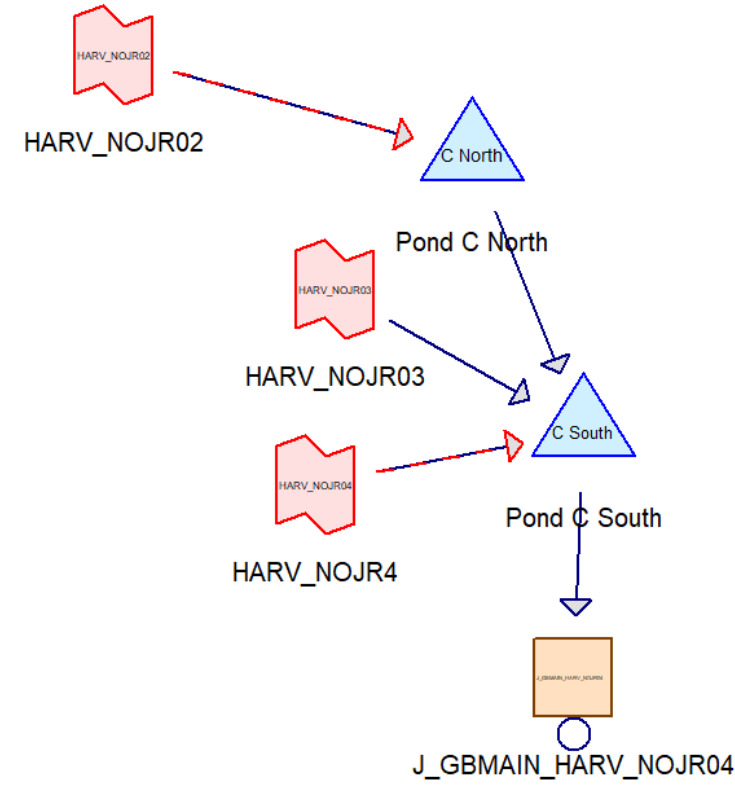 HARV_NOJR02
HARV_NOJR02
C North
Pond C North
HARV_NOJR03
HARV_NOJR03
C South
HARV_NOJR04
Pond C South
HARV_NOJR4
J_GBMAIN_HARV_NOJR04